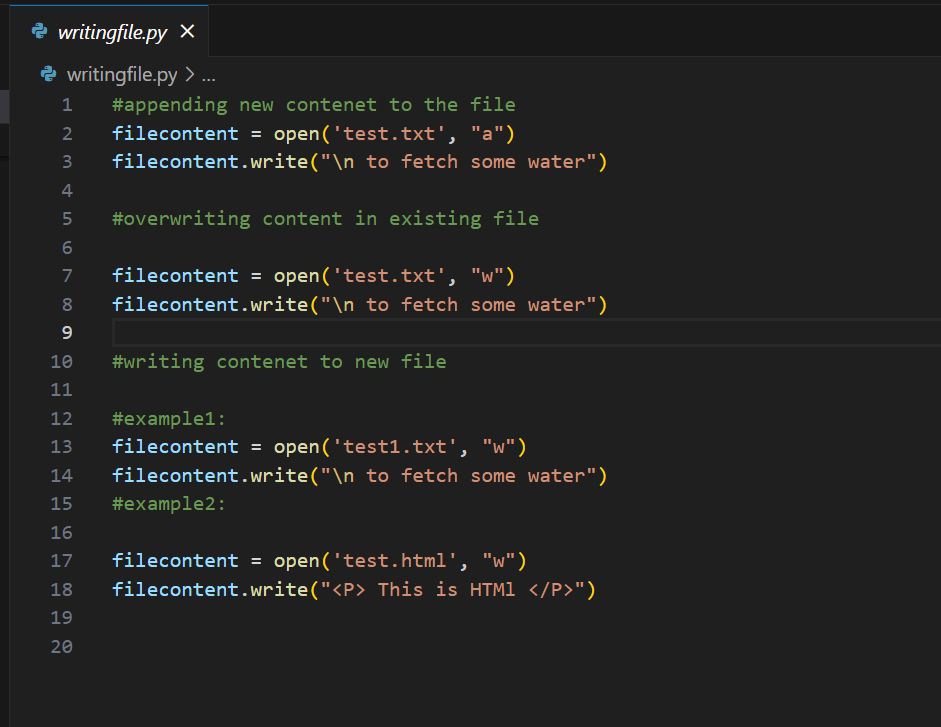 writingfile.py ×
writingfile.py > ...
1 #appending new contenet to the file
2 filecontent = open('test.txt', "a")
3 filecontent.write("\n to fetch some water")
4
5 #overwriting content in existing file
6
7 filecontent = open('test.txt', "w")
8 filecontent.write("\n to fetch some water")
9
10 #writing contenet to new file
11
12 #example1:
13 filecontent = open('test1.txt', "w")
14 filecontent.write("\n to fetch some water")
15 #example2:
16
17 filecontent = open('test.html', "w")
18 filecontent.write("<P> This is HTMl </P>")
19
20